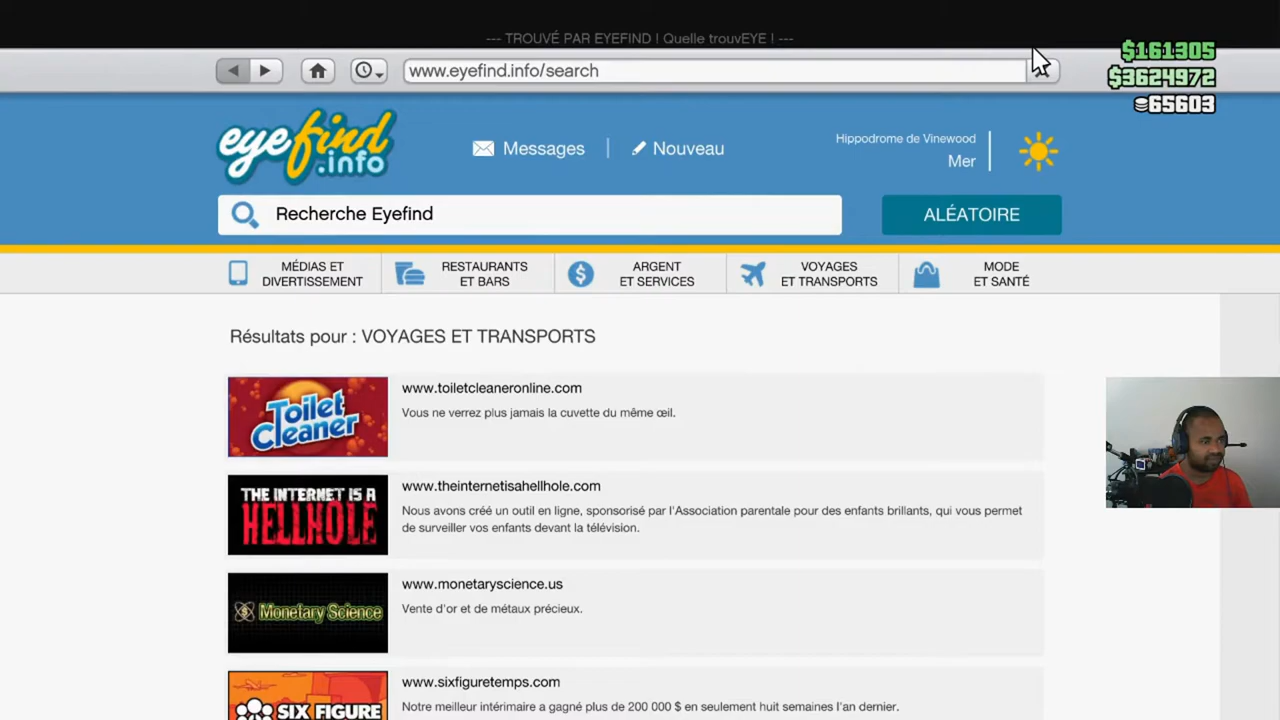 --- TROUVÉ PAR EYEFIND ! Quelle trouvEYE ! ---
$161305
www.eyefind.info/search
$3624972
65603
eyefind
.info
Messages
Nouveau
Hippodrome de Vinewood
Mer
Recherche Eyefind
ALÉATOIRE
MÉDIAS ET
DIVERTISSEMENT
RESTAURANTS
ET BARS
ARGENT
ET SERVICES
VOYAGES
ET TRANSPORTS
MODE
ET SANTÉ
Résultats pour : VOYAGES ET TRANSPORTS
Toilet
Cleaner
www.toiletcleaneronline.com
Vous ne verrez plus jamais la cuvette du même œil.
THE INTERNET IS A
HELLHOLE
www.theinternetisahellhole.com
Nous avons créé un outil en ligne, sponsorisé par l'Association parentale pour des enfants brillants, qui vous permet
de surveiller vos enfants devant la télévision.
Monetary Science
www.monetaryscience.us
Vente d'or et de métaux précieux.
SIX FIGURE
www.sixfiguretemps.com
Notre meilleur intérimaire a gagné plus de 200 000 $ en seulement huit semaines l'an dernier.